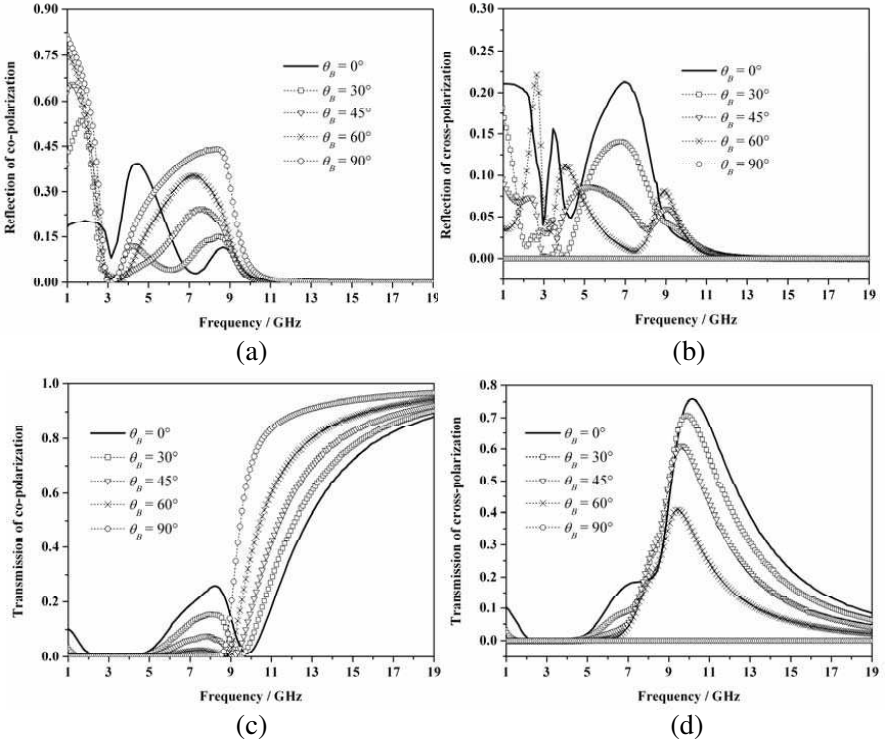 0.90
0.75
0.60
0.45
0.30
0.15
0.00
Reflection of co-polarization
θB = 0°
θB = 30°
θB = 45°
θB = 60°
θB = 90°
1 3 5 7 9 11 13 15 17 19
Frequency / GHz
(a)
0.30
0.25
0.20
0.15
0.10
0.05
0.00
Reflection of cross-polarization
θB = 0°
θB = 30°
θB = 45°
θB = 60°
θB = 90°
1 3 5 7 9 11 13 15 17 19
Frequency / GHz
(b)
1.0
0.8
0.6
0.4
0.2
0.0
Transmission of co-polarization
θB = 0°
θB = 30°
θB = 45°
θB = 60°
θB = 90°
1 3 5 7 9 11 13 15 17 19
Frequency / GHz
(c)
0.8
0.7
0.6
0.5
0.4
0.3
0.2
0.1
0.0
Transmission of cross-polarization
θB = 0°
θB = 30°
θB = 45°
θB = 60°
θB = 90°
1 3 5 7 9 11 13 15 17 19
Frequency / GHz
(d)